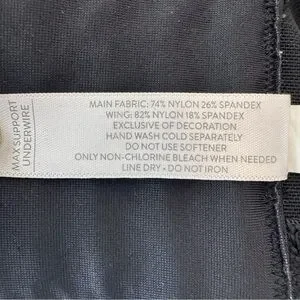 MAX SUPPORT
UNDERWIRE
MAIN FABRIC: 74% NYLON 26% SPANDEX
WING: 82% NYLON 18% SPANDEX
EXCLUSIVE OF DECORATION
HAND WASH COLD SEPARATELY
DO NOT USE SOFTENER
ONLY NON-CHLORINE BLEACH WHEN NEEDED
LINE DRY • DO NOT IRON